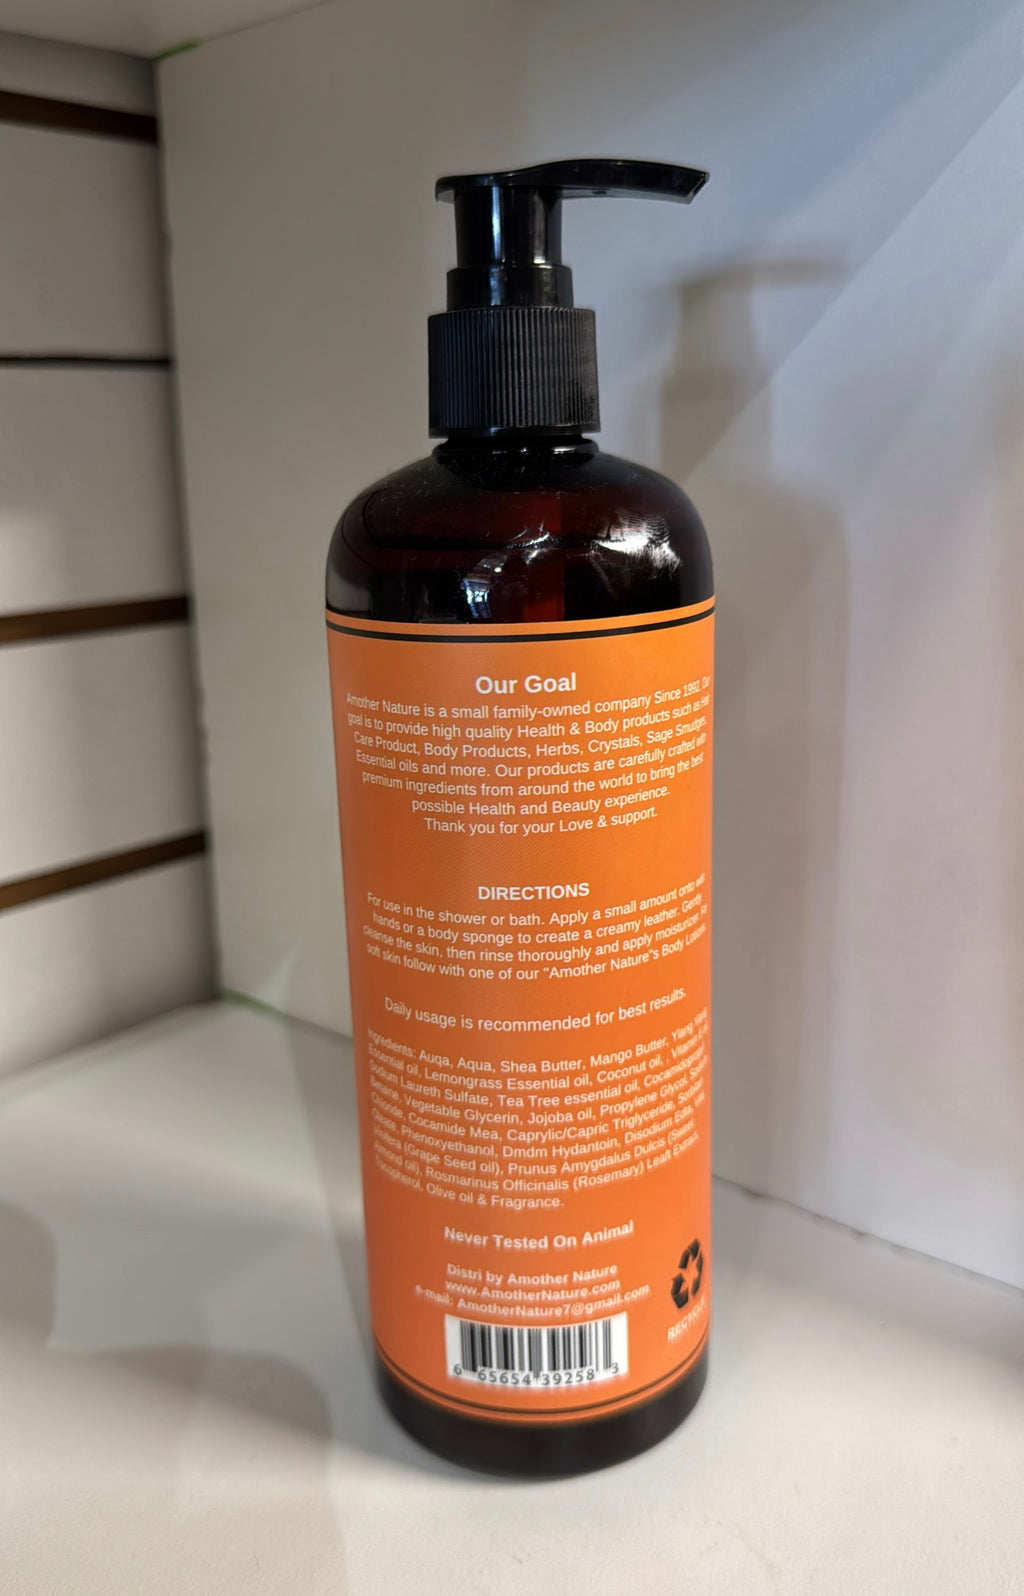 Our Goal
Amother Nature is a small family-owned company Since 1992. Our
goal is to provide high quality Health & Body products such as Hair
Care Product, Body Products, Herbs, Crystals, Sage Smudges,
Essential oils and more. Our products are carefully crafted with
premium ingredients from around the world to bring the best
possible Health and Beauty experience.
Thank you for your Love & support.
DIRECTIONS
For use in the shower or bath. Apply a small amount onto wet
hands or a body sponge to create a creamy leather. Gently
cleanse the skin, then rinse thoroughly and apply moisturizer. For
soft skin follow with one of our "Amother Nature"s Body Lotions
Daily usage is recommended for best results.
Ingredients: Auqa, Aqua, Shea Butter, Mango Butter, Ylang Ylang
Essential oil, Lemongrass Essential oil, Coconut oil, , Vitamin E oil,
Sodium Laureth Sulfate, Tea Tree essential oil, Cocamidopropyl
Betaine, Vegetable Glycerin, Jojoba oil, Propylene Glycol, Sodium
Chloride, Cocamide Mea, Caprylic/Capric Triglyceride, Sorbitan
Oleate, Phenoxyethanol, Dmdm Hydantoin, Disodium Edta,
Vinifera (Grape Seed oil), Prunus Amygdalus Dulcis (Sweet
Almond oil), Rosmarinus Officinalis (Rosemary) Leaft Extract,
Tocopherol, Olive oil & Fragrance.
Never Tested On Animal
Distri by Amother Nature
www.AmotherNature.com
e-mail: AmotherNature7@gmail.com
RECYCLE
6 65654 39258 3